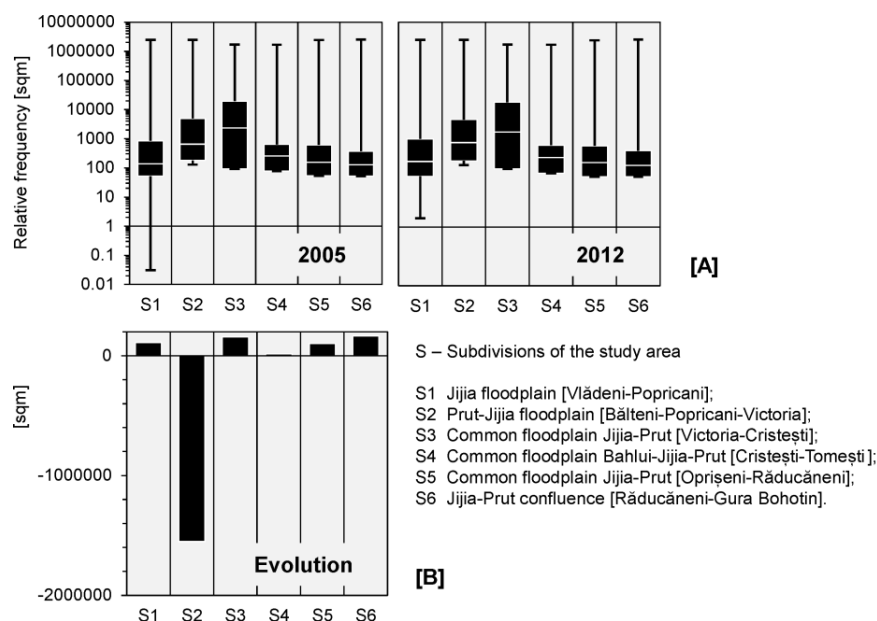 Relative frequency [sqm]
10000000
1000000
100000
10000
1000
100
10
1
0.1
0.01
2005
2012
[A]
S1 S2 S3 S4 S5 S6
S1 S2 S3 S4 S5 S6
[sqm]
0
-1000000
-2000000
Evolution
[B]
S1 S2 S3 S4 S5 S6
S – Subdivisions of the study area
S1 Jijia floodplain [Vlădeni-Popricani];
S2 Prut-Jijia floodplain [Bălteni-Popricani-Victoria];
S3 Common floodplain Jijia-Prut [Victoria-Cristești];
S4 Common floodplain Bahlui-Jijia-Prut [Cristești-Tomești];
S5 Common floodplain Jijia-Prut [Oprișeni-Răducăneni];
S6 Jijia-Prut confluence [Răducăneni-Gura Bohotin].